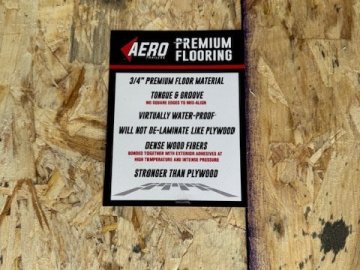 AERO PREMIUM
TRAILERS FLOORING
3/4" PREMIUM FLOOR MATERIAL
TONGUE & GROOVE
NO SQUARE EDGES TO MIS-ALIGN
VIRTUALLY WATER-PROOF
WILL NOT DE-LAMINATE LIKE PLYWOOD
DENSE WOOD FIBERS
BONDED TOGETHER WITH EXTERIOR ADHESIVES AT
HIGH TEMPERATURE AND INTENSE PRESSURE
STRONGER THAN PLYWOOD